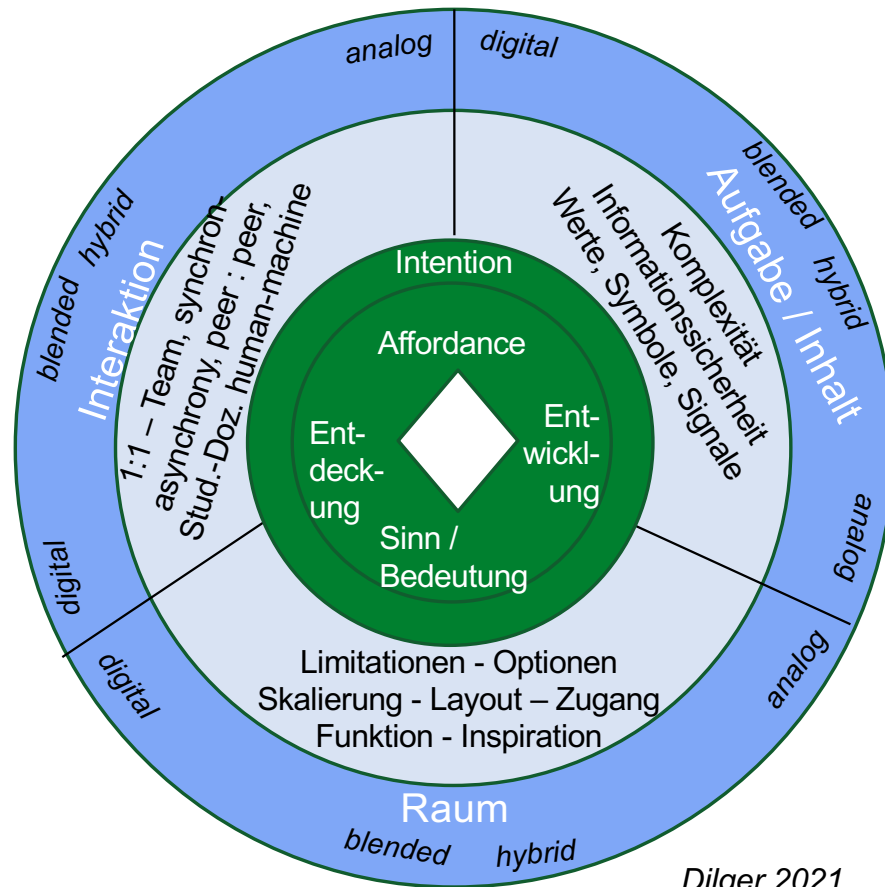 analog
digital
blended hybrid
Interaktion
1:1 – Team, synchron-
asynchrony, peer : peer,
Stud.-Doz. human-machine
digital
blended hybrid
Aufgabe / Inhalt
Komplexität
Informationssicherheit
Werte, Symbole, Signale
analog
Intention
Affordance
Ent-
deck-
ung
Ent-
wickl-
ung
Sinn /
Bedeutung
Limitationen - Optionen
Skalierung - Layout – Zugang
Funktion - Inspiration
digital
analog
Raum
blended hybrid
Dilger 2021